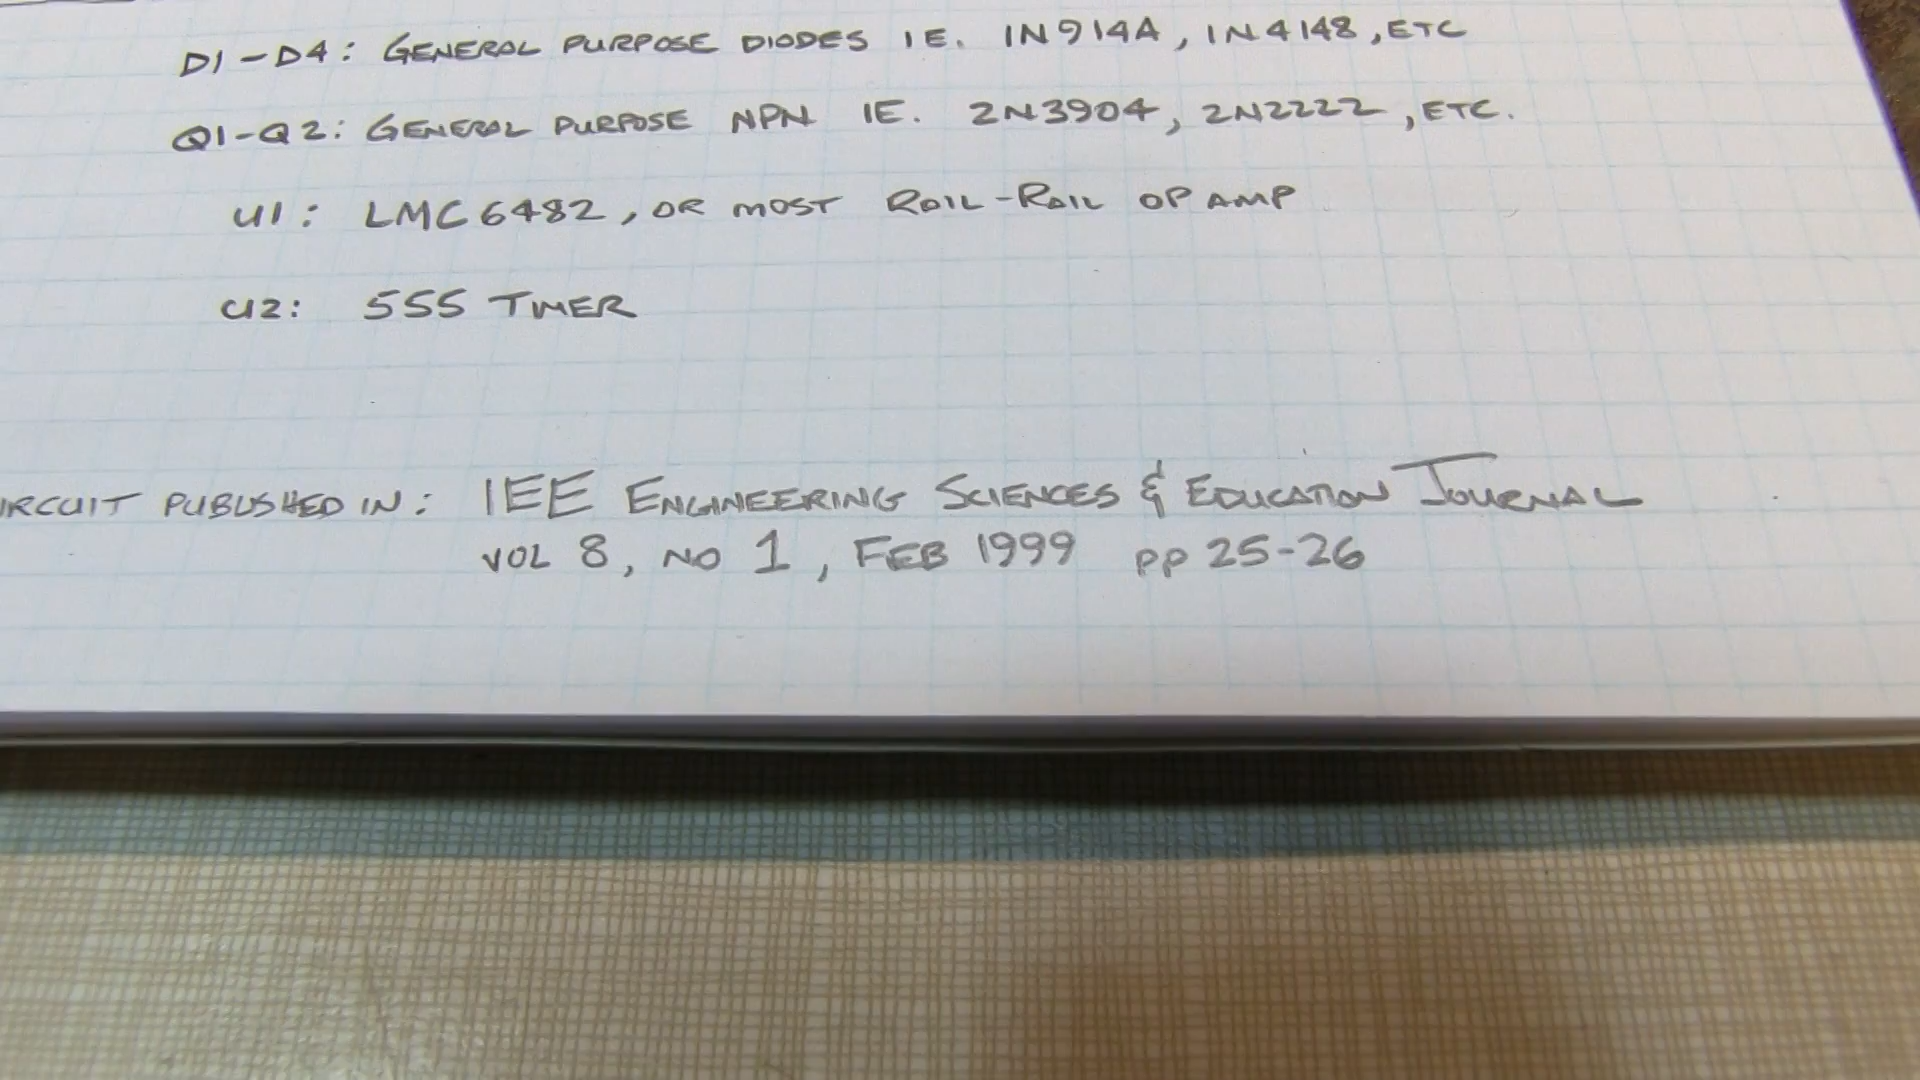 D1-D4: GENERAL PURPOSE DIODES IE. 1N914A, 1N4148, ETC
Q1-Q2: GENERAL PURPOSE NPN IE. 2N3904, 2N2222, ETC.
U1: LMC6482, OR MOST RAIL-RAIL OP AMP
U2: 555 TIMER
IRCUIT PUBLISHED IN: IEE ENGINEERING SCIENCES & EDUCATION JOURNAL
VOL 8, NO 1, FEB 1999 PP 25-26